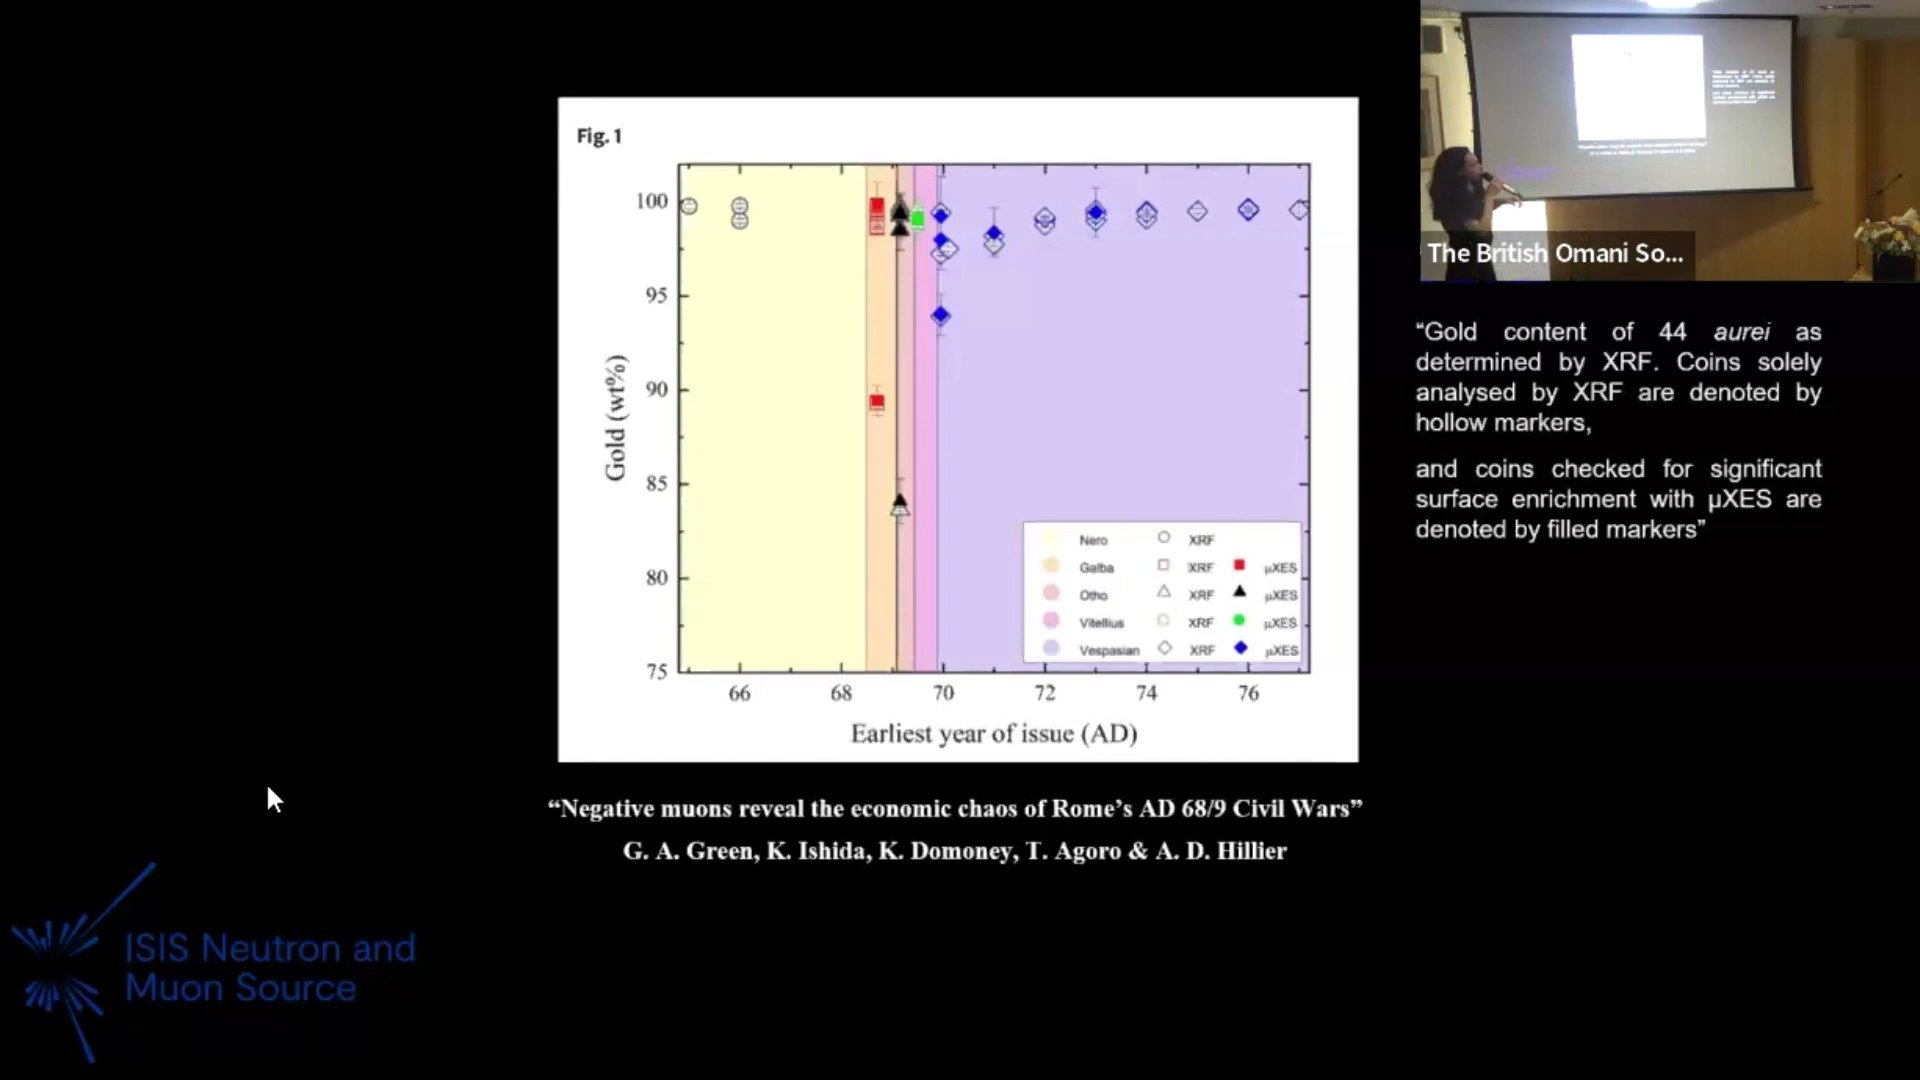 Fig. 1
100
95
90
85
80
75
Gold (wt%)
Nero XRF
Galba XRF μXES
Otho XRF μXES
Vitellius XRF μXES
Vespasian XRF μXES
66 68 70 72 74 76
Earliest year of issue (AD)
“Negative muons reveal the economic chaos of Rome’s AD 68/9 Civil Wars”
G. A. Green, K. Ishida, K. Domoney, T. Agoro & A. D. Hillier
The British Omani So...
“Gold content of 44 aurei as
determined by XRF. Coins solely
analysed by XRF are denoted by
hollow markers,
and coins checked for significant
surface enrichment with μXES are
denoted by filled markers”
ISIS Neutron and
Muon Source